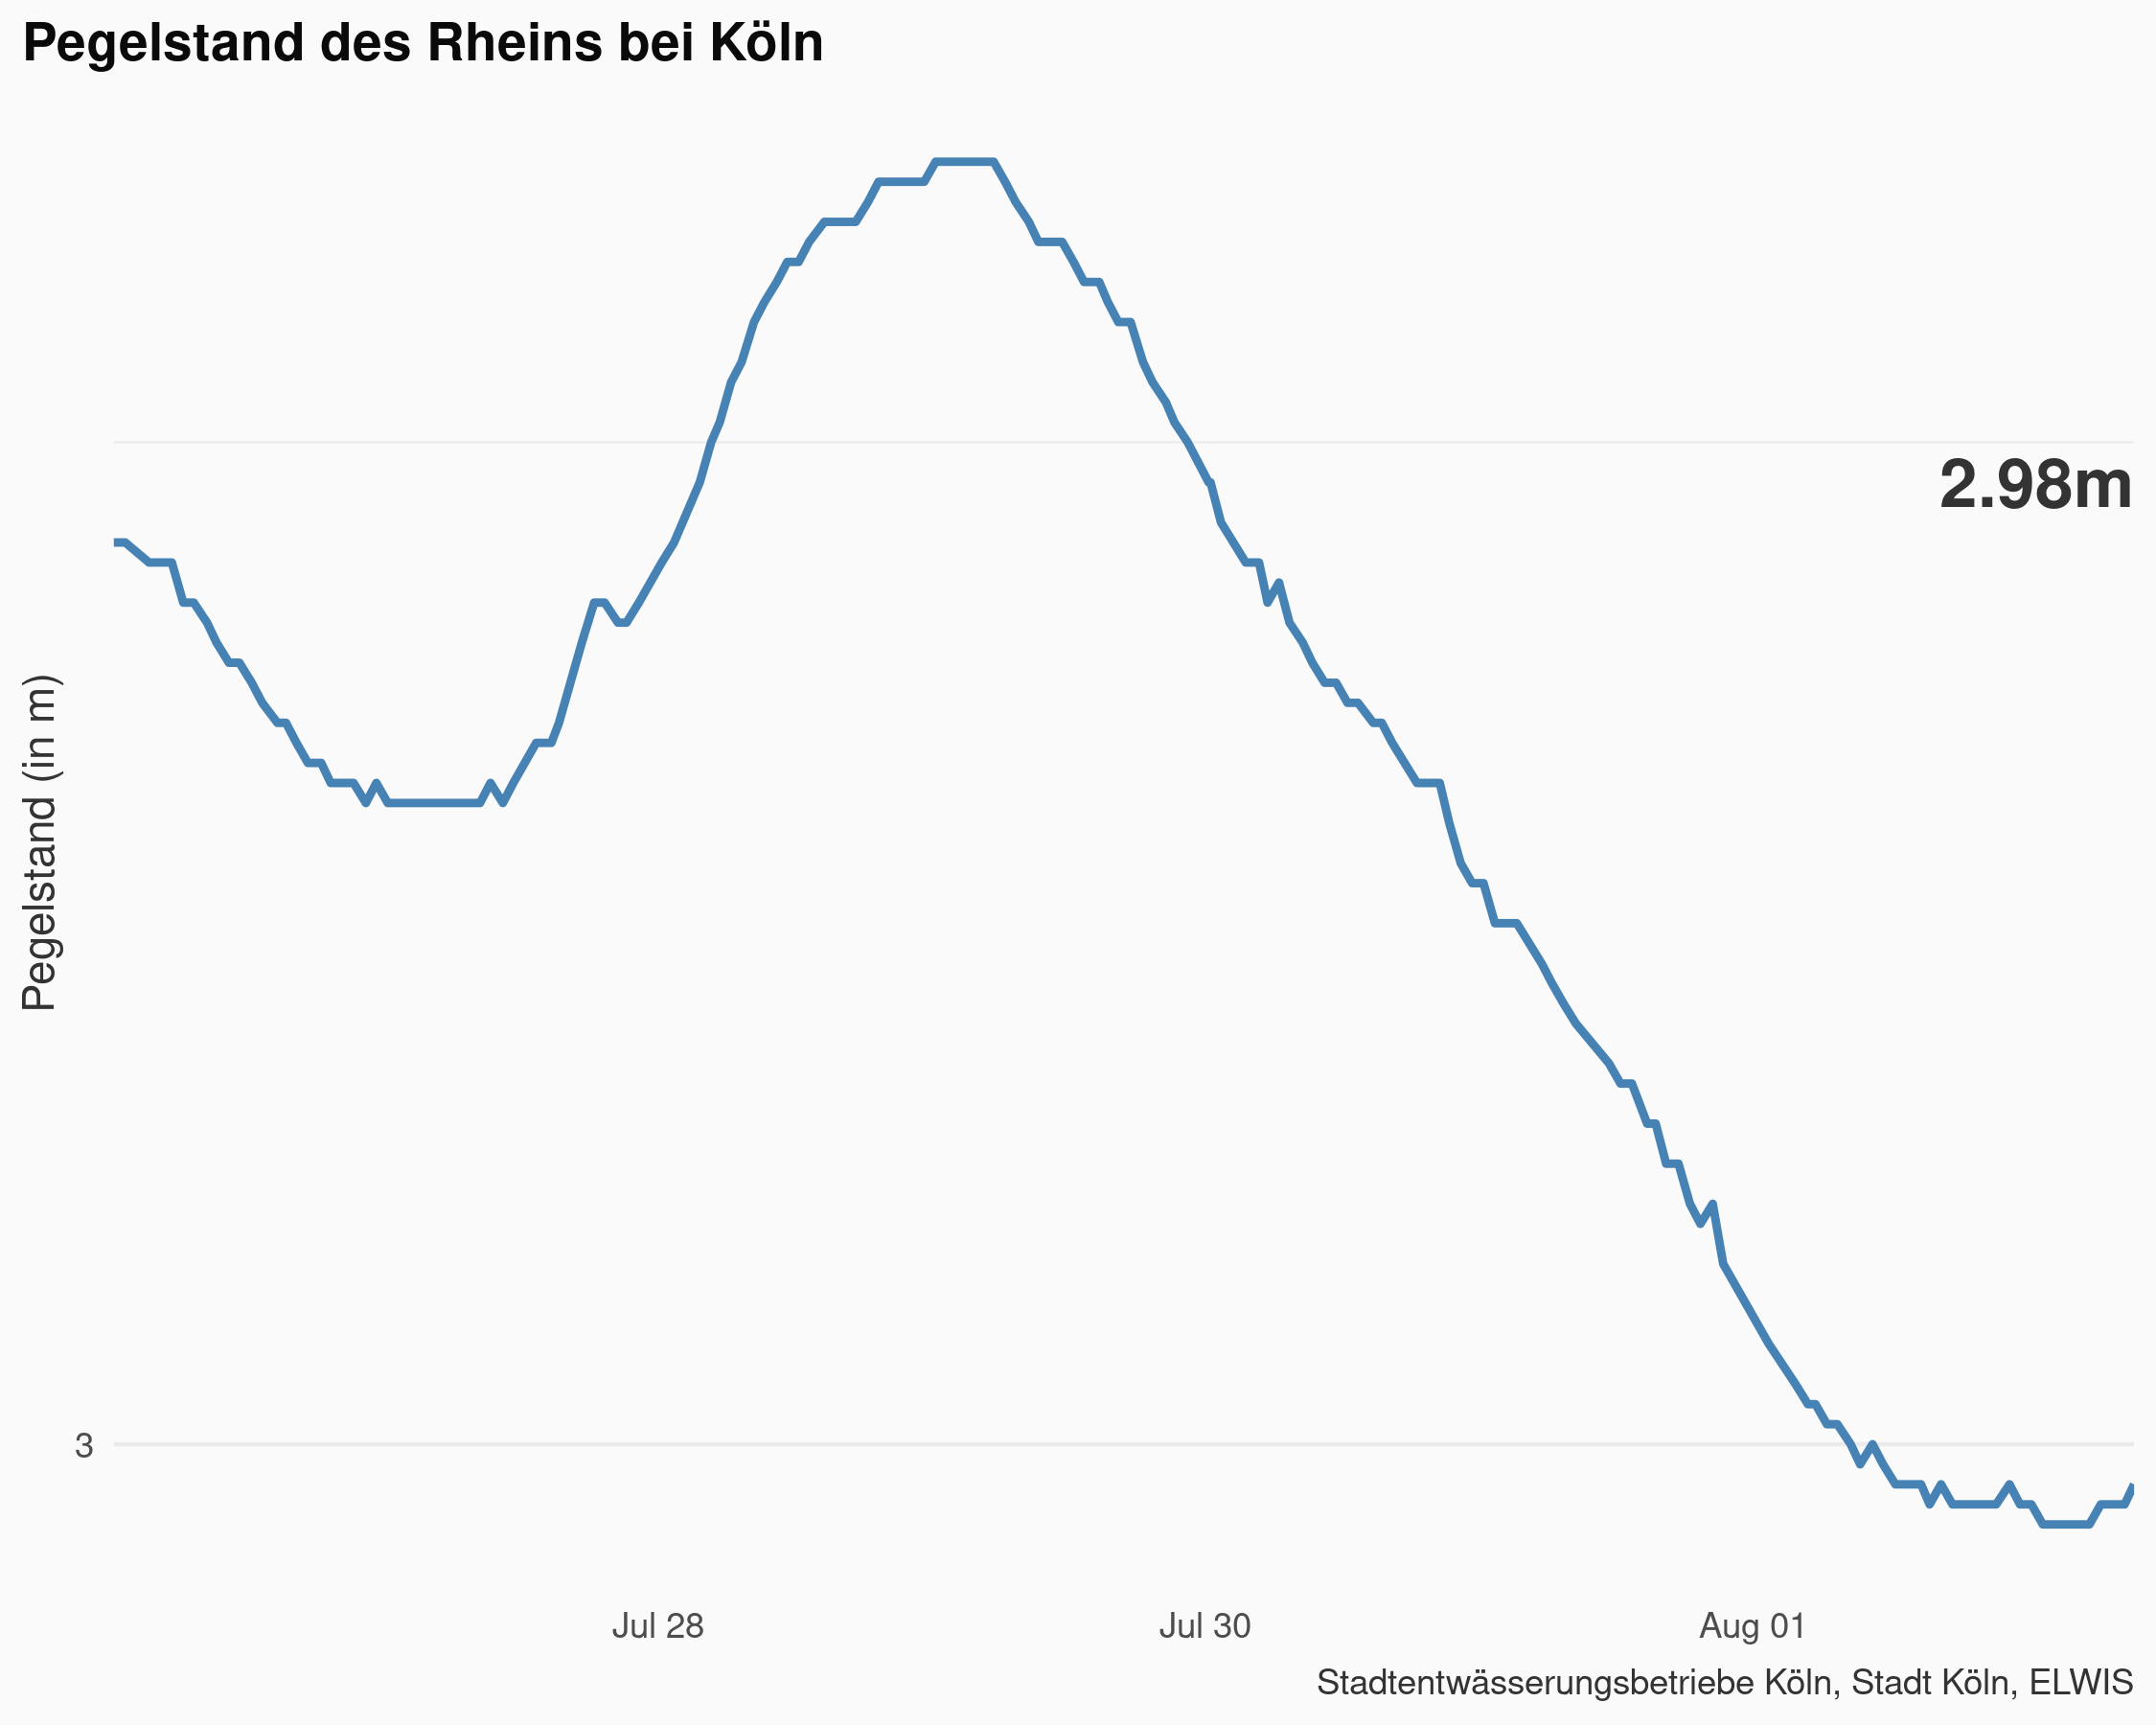 Pegelstand des Rheins bei Köln
2.98m
Pegelstand (in m)
3
Jul 28
Jul 30
Aug 01
Stadtentwässerungsbetriebe Köln, Stadt Köln, ELWIS